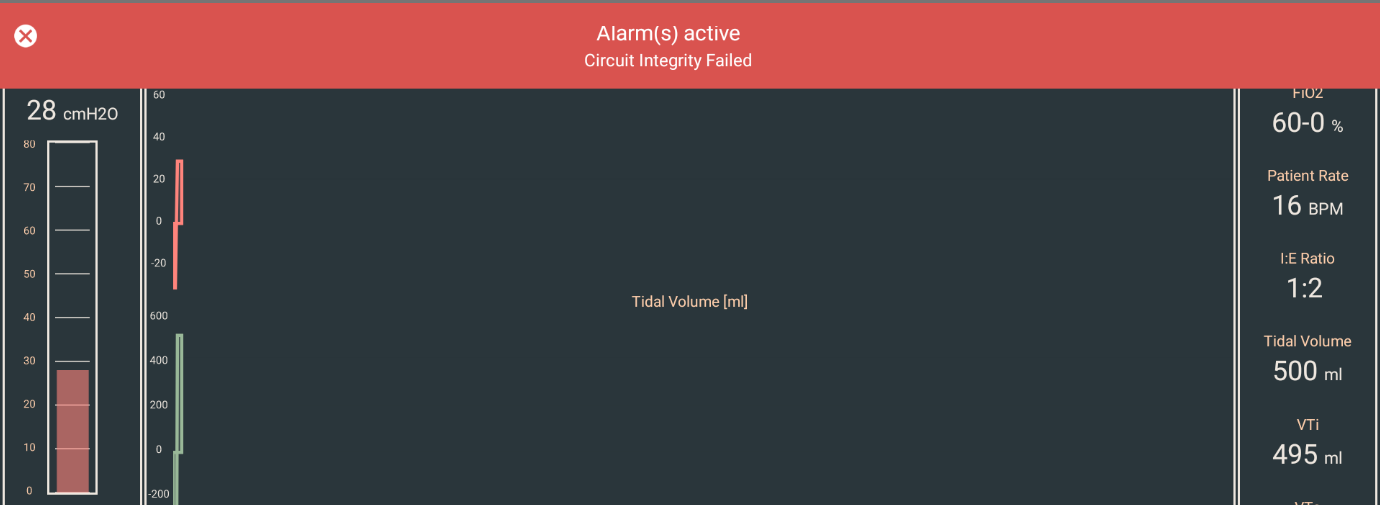 Alarm(s) active
Circuit Integrity Failed
28 cmH2O
80
70
60
50
40
30
20
10
0
60
40
20
0
-20
Tidal Volume [ml]
600
400
200
0
-200
FiO2
60-0 %
Patient Rate
16 BPM
I:E Ratio
1:2
Tidal Volume
500 ml
VTi
495 ml